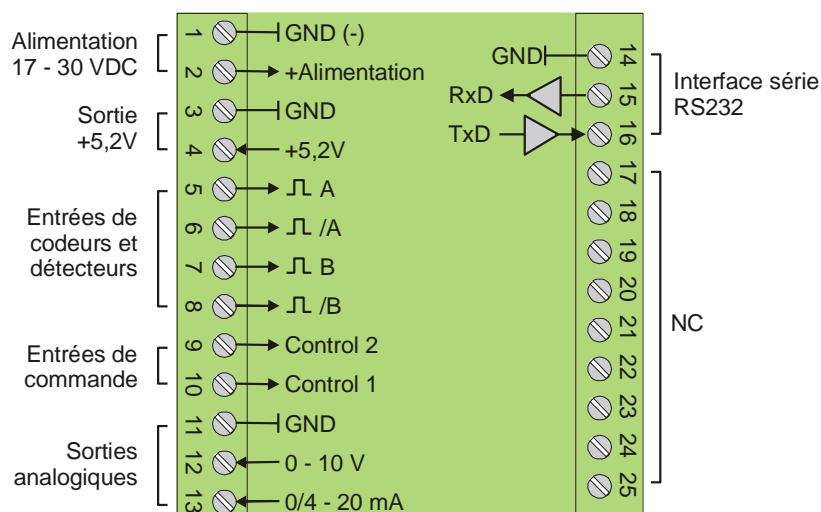 Alimentation
17 - 30 VDC
Sortie
+5,2V
Entrées de
codeurs et
détecteurs
Entrées de
commande
Sorties
analogiques
1 GND (-)
2 +Alimentation
3 GND
4 +5,2V
5 A
6 /A
7 B
8 /B
9 Control 2
10 Control 1
11 GND
12 0 - 10 V
13 0/4 - 20 mA
GND 14
RxD 15
TxD 16
17
18
19
20
21
22
23
24
25
Interface série
RS232
NC